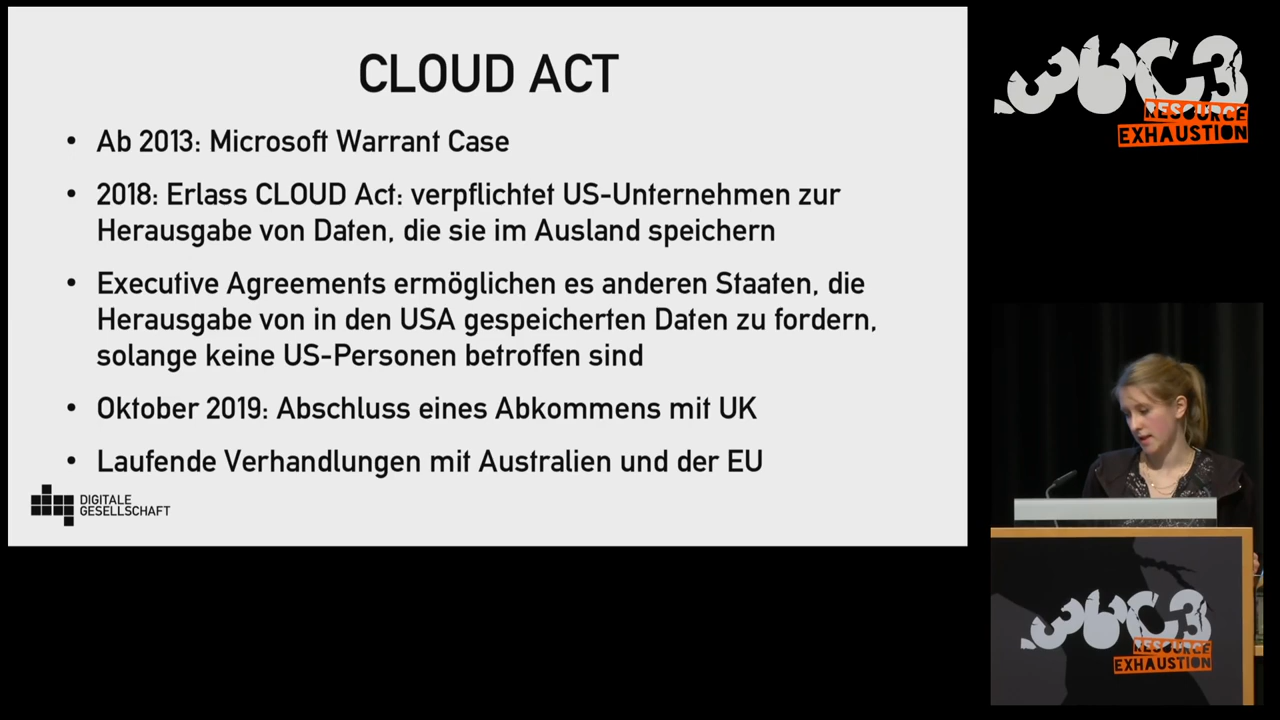 CLOUD ACT
• Ab 2013: Microsoft Warrant Case
• 2018: Erlass CLOUD Act: verpflichtet US-Unternehmen zur
Herausgabe von Daten, die sie im Ausland speichern
• Executive Agreements ermöglichen es anderen Staaten, die
Herausgabe von in den USA gespeicherten Daten zu fordern,
solange keine US-Personen betroffen sind
• Oktober 2019: Abschluss eines Abkommens mit UK
• Laufende Verhandlungen mit Australien und der EU
DIGITALE
GESELLSCHAFT
36C3
RESOURCE
EXHAUSTION
36C3
RESOURCE
EXHAUSTION